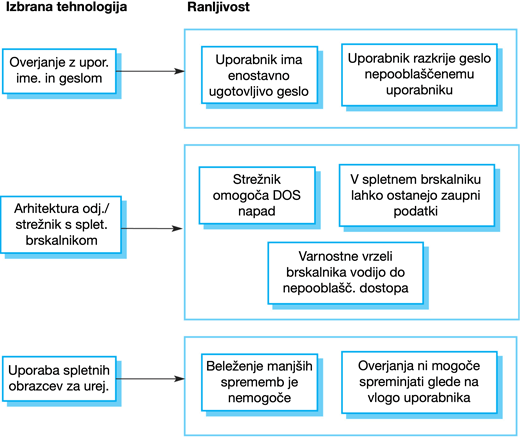 Izbrana tehnologija
Ranljivost
Overjanje z upor.
ime. in geslom
Uporabnik ima
enostavno
ugotovljivo geslo
Uporabnik razkrije geslo
nepooblaščenemu
uporabniku
Arhitektura odj./
strežnik s splet.
brskalnikom
Strežnik
omogoča DOS
napad
V spletnem brskalniku
lahko ostanejo zaupni
podatki
Varnostne vrzeli
brskalnika vodijo do
nepooblašč. dostopa
Uporaba spletnih
obrazcev za urej.
Beleženje manjših
sprememb je
nemogoče
Overjanja ni mogoče
spreminjati glede na
vlogo uporabnika